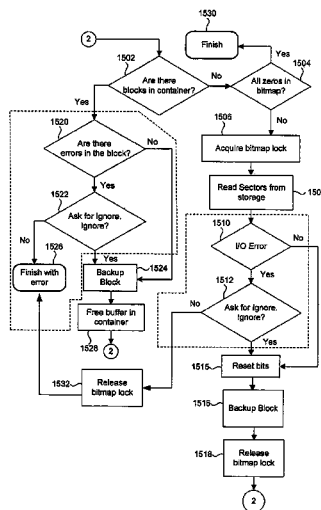 1530
2
Finish
1502
Yes
1504
Are there
blocks in container?
No
All zeros in
bitmap?
Yes
No
1520
1506
Acquire bitmap lock
Are there
errors in the block?
No
Read Sectors from
storage
150
1522
Yes
1510
Ask for Ignore,
Ignore?
I/O Error
No
No
1526
Yes
1512
Yes
Finish with
error
Backup
Block
1524
No
Ask for Ignore,
Ignore?
Free buffer in
container
Yes
1528
1515
Reset bits
2
1532
Release
bitmap lock
1516
Backup Block
1518
Release
bitmap lock
2